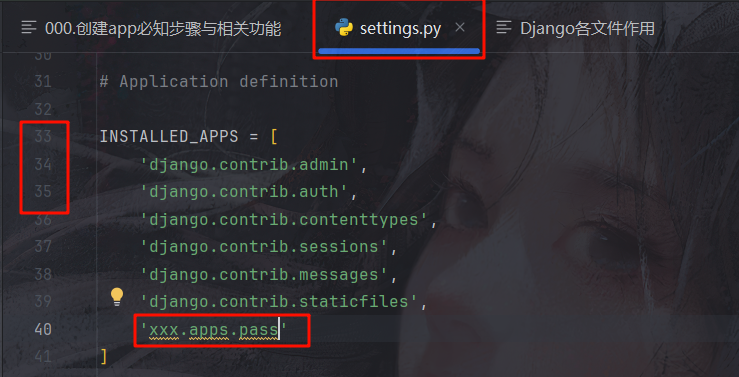 000.创建app必知步骤与相关功能 settings.py × Django各文件作用
30
31 # Application definition
32
33 INSTALLED_APPS = [
34 'django.contrib.admin',
35 'django.contrib.auth',
36 'django.contrib.contenttypes',
37 'django.contrib.sessions',
38 'django.contrib.messages',
39 'django.contrib.staticfiles',
40 'xxx.apps.pass'
41 ]